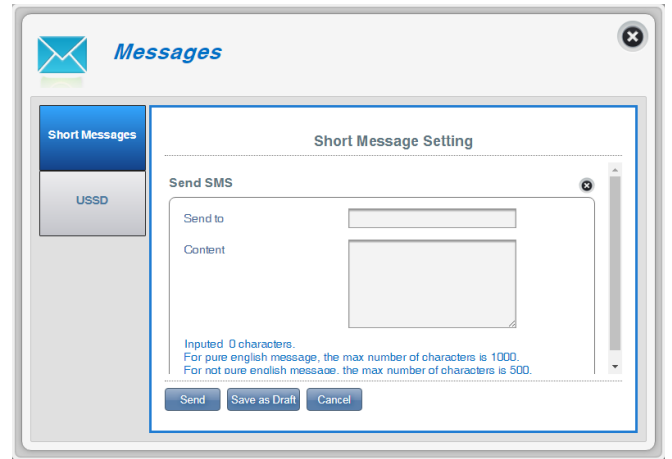 Messages
Short Messages
USSD
Short Message Setting
Send SMS
Send to
Content
Inputed 0 characters.
For pure english message, the max number of characters is 1000.
For not pure english message, the max number of characters is 500.
Send
Save as Draft
Cancel